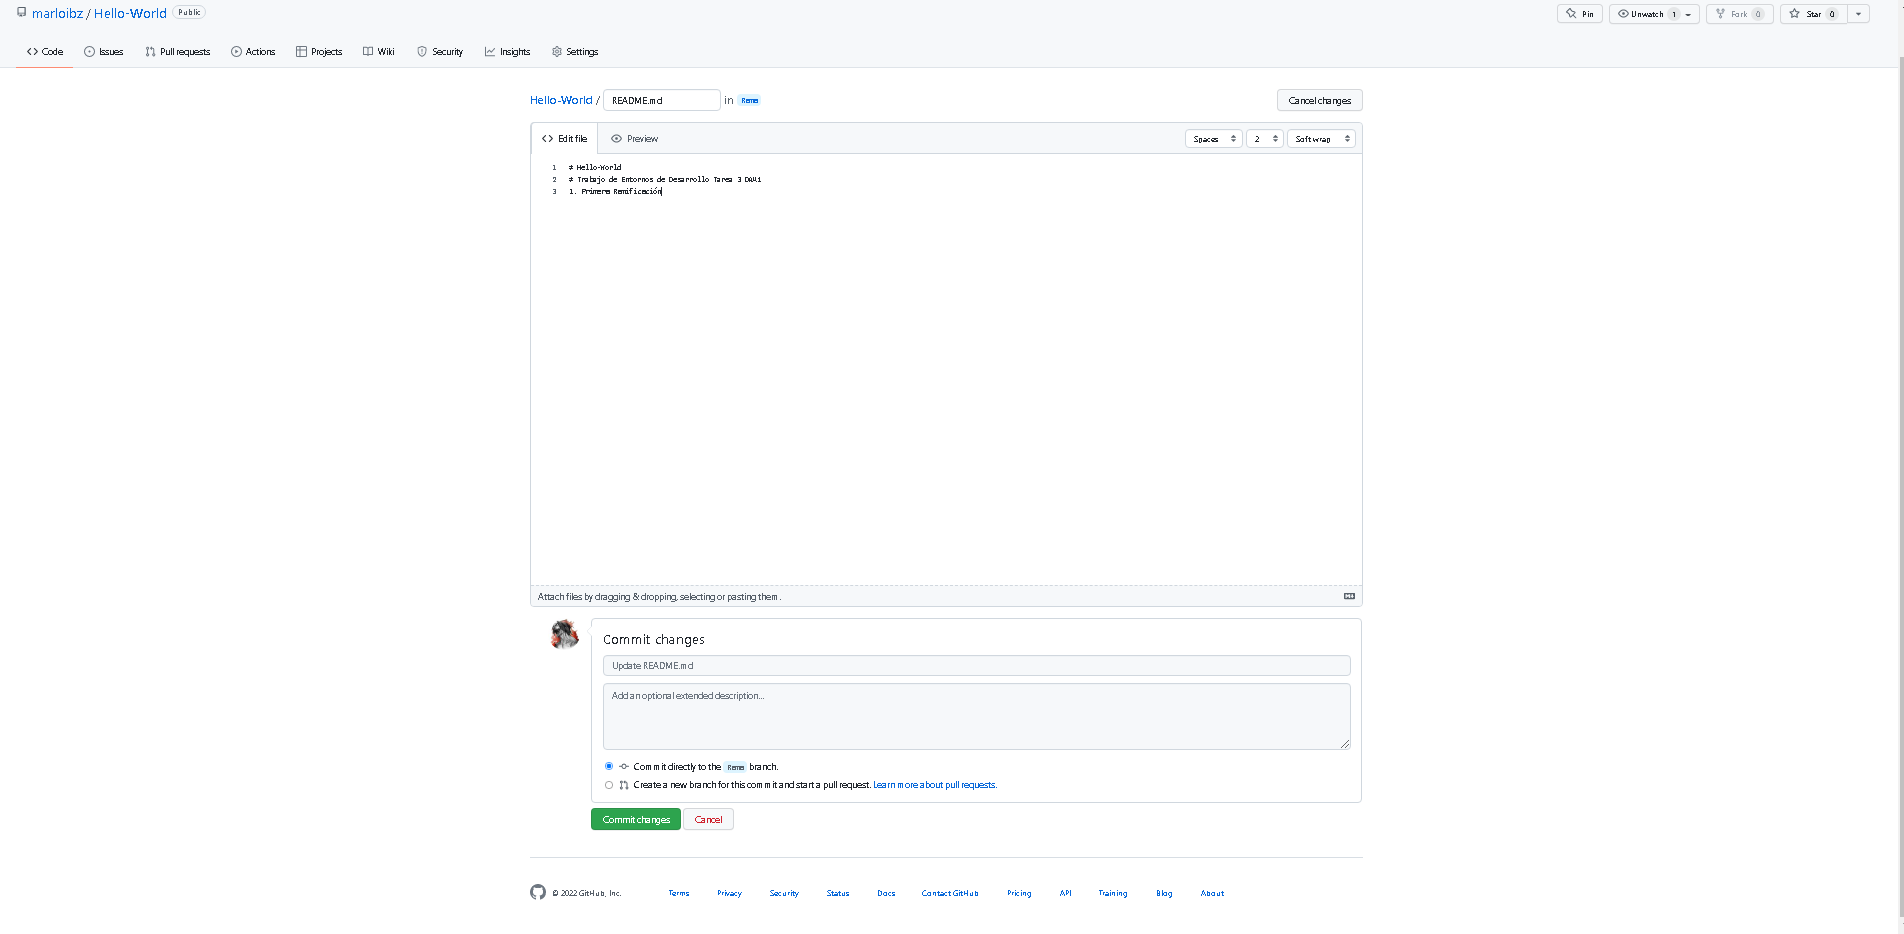 marloibz / Hello-World Public
Pin Unwatch 1 Fork 0 Star 0
Code Issues Pull requests Actions Projects Wiki Security Insights Settings
Hello-World / README.md in Rama Cancel changes
Edit file Preview Spaces 2 Soft wrap
1 # Hello-World
2 # Trabajo de Entornos de Desarrollo Tarea 3 DAM1
3 1. Primera Ramificación
Attach files by dragging & dropping, selecting or pasting them.
Commit changes
Update README.md
Add an optional extended description...
Commit directly to the Rama branch.
Create a new branch for this commit and start a pull request. Learn more about pull requests.
Commit changes Cancel
© 2022 GitHub, Inc. Terms Privacy Security Status Docs Contact GitHub Pricing API Training Blog About